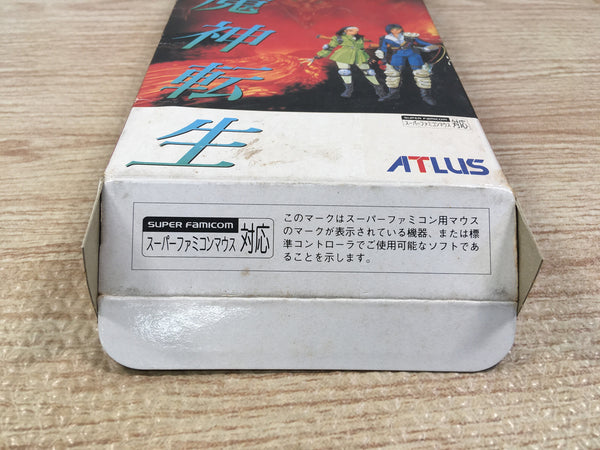 魔
神
転
生
SUPER FAMICOM
スーパーファミコンマウス 対応
ATLUS
SUPER FAMICOM
スーパーファミコンマウス 対応
このマークはスーパーファミコン用マウス
のマークが表示されている機器、または標
準コントローラでご使用可能なソフトであ
ることを示します。